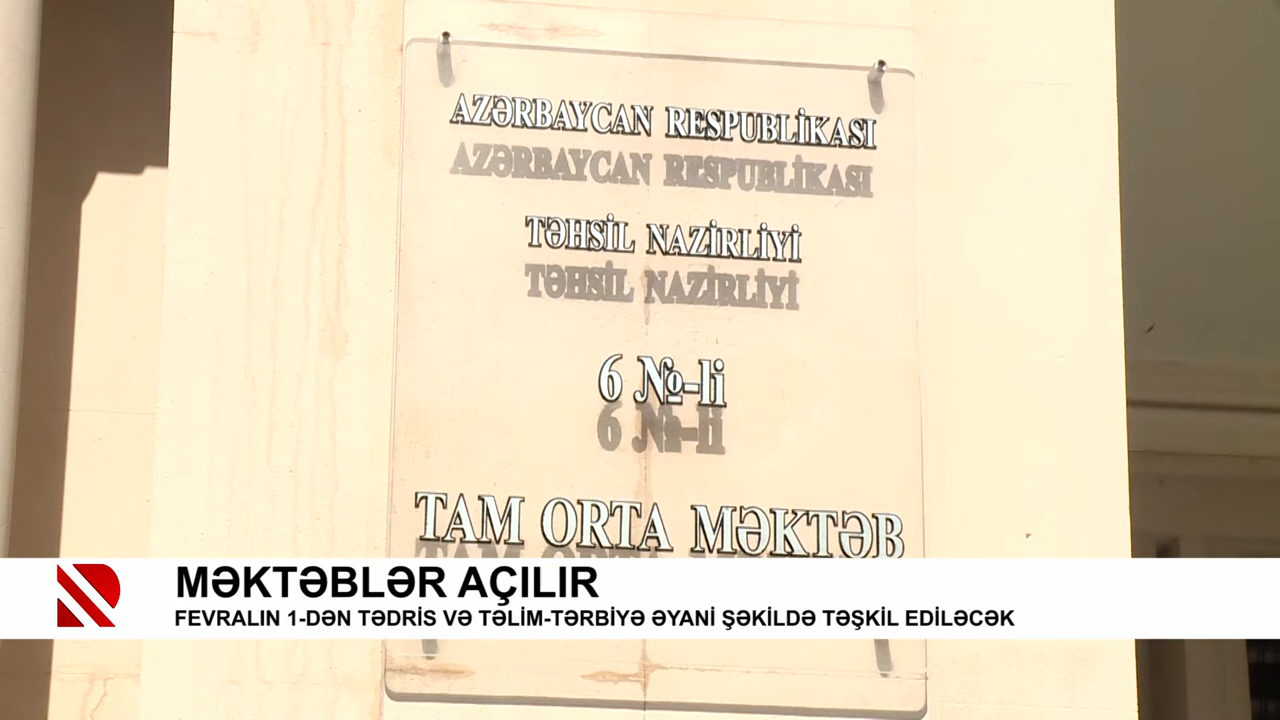 AZƏRBAYCAN RESPUBLİKASI
TƏHSİL NAZİRLİYİ
6 №-li
TAM ORTA MƏKTƏB
MƏKTƏBLƏR AÇILIR
FEVRALIN 1-DƏN TƏDRİS VƏ TƏLİM-TƏRBİYƏ ƏYANİ ŞƏKİLDƏ TƏŞKİL EDİLƏCƏK